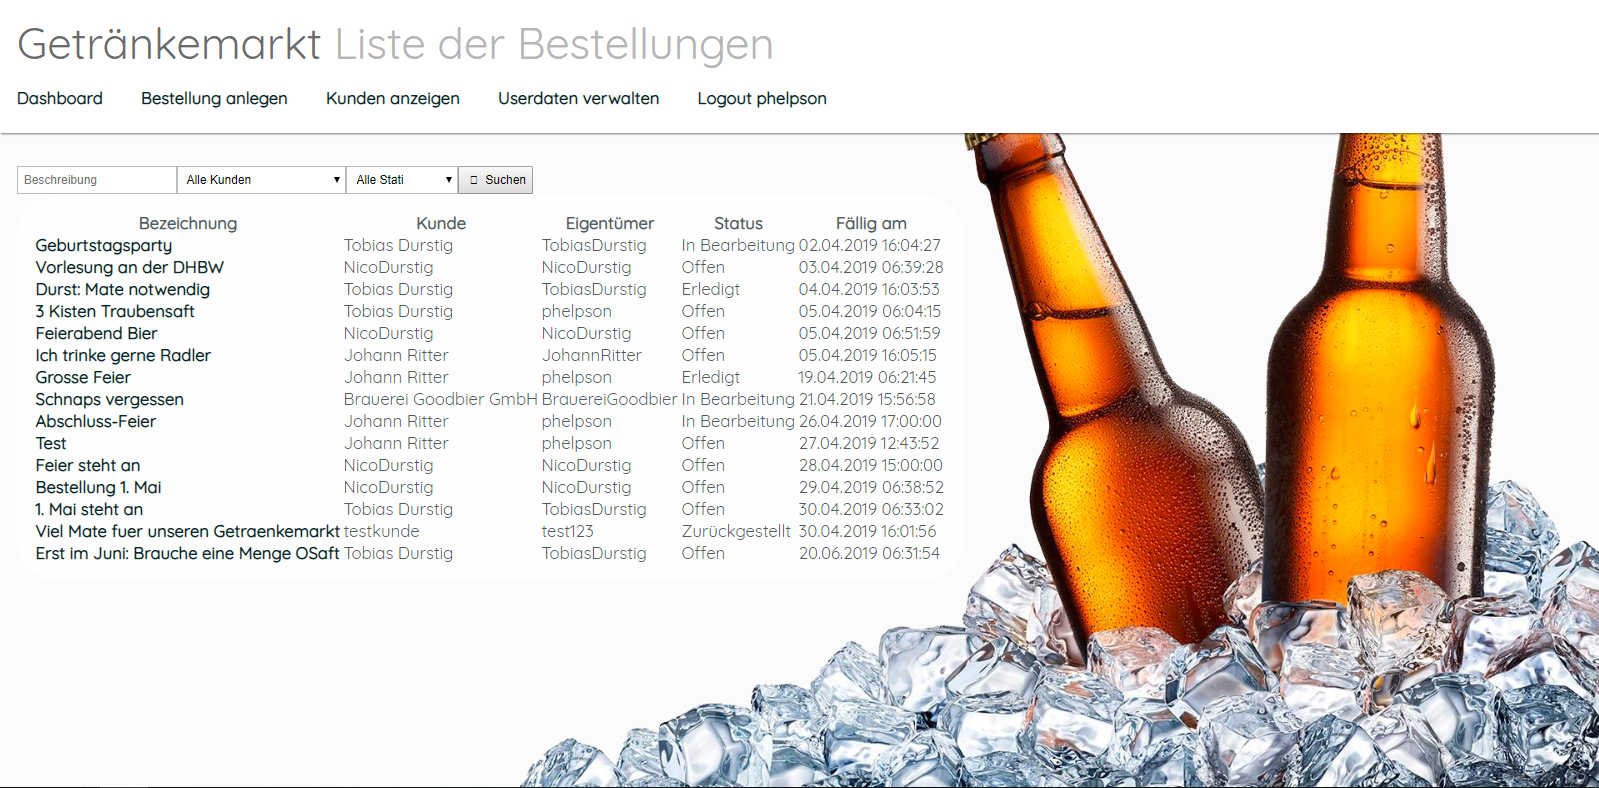 Getränkemarkt Liste der Bestellungen
Dashboard Bestellung anlegen Kunden anzeigen Userdaten verwalten Logout phelpson
Beschreibung Alle Kunden Alle Stati Suchen
Bezeichnung Kunde Eigentümer Status Fällig am
Geburtstagsparty Tobias Durstig TobiasDurstig In Bearbeitung 02.04.2019 16:04:27
Vorlesung an der DHBW NicoDurstig NicoDurstig Offen 03.04.2019 06:39:28
Durst: Mate notwendig Tobias Durstig TobiasDurstig Erledigt 04.04.2019 16:03:53
3 Kisten Traubensaft Tobias Durstig phelpson Offen 05.04.2019 06:04:15
Feierabend Bier NicoDurstig NicoDurstig Offen 05.04.2019 06:51:59
Ich trinke gerne Radler Johann Ritter JohannRitter Offen 05.04.2019 16:05:15
Grosse Feier Johann Ritter phelpson Erledigt 19.04.2019 06:21:45
Schnaps vergessen Brauerei Goodbier GmbH BrauereiGoodbier In Bearbeitung 21.04.2019 15:56:58
Abschluss-Feier Johann Ritter phelpson In Bearbeitung 26.04.2019 17:00:00
Test Johann Ritter phelpson Offen 27.04.2019 12:43:52
Feier steht an NicoDurstig NicoDurstig Offen 28.04.2019 15:00:00
Bestellung 1. Mai NicoDurstig NicoDurstig Offen 29.04.2019 06:38:52
1. Mai steht an Tobias Durstig TobiasDurstig Offen 30.04.2019 06:33:02
Viel Mate fuer unseren Getraenkemarkt testkunde test123 Zurückgestellt 30.04.2019 16:01:56
Erst im Juni: Brauche eine Menge OSaft Tobias Durstig TobiasDurstig Offen 20.06.2019 06:31:54